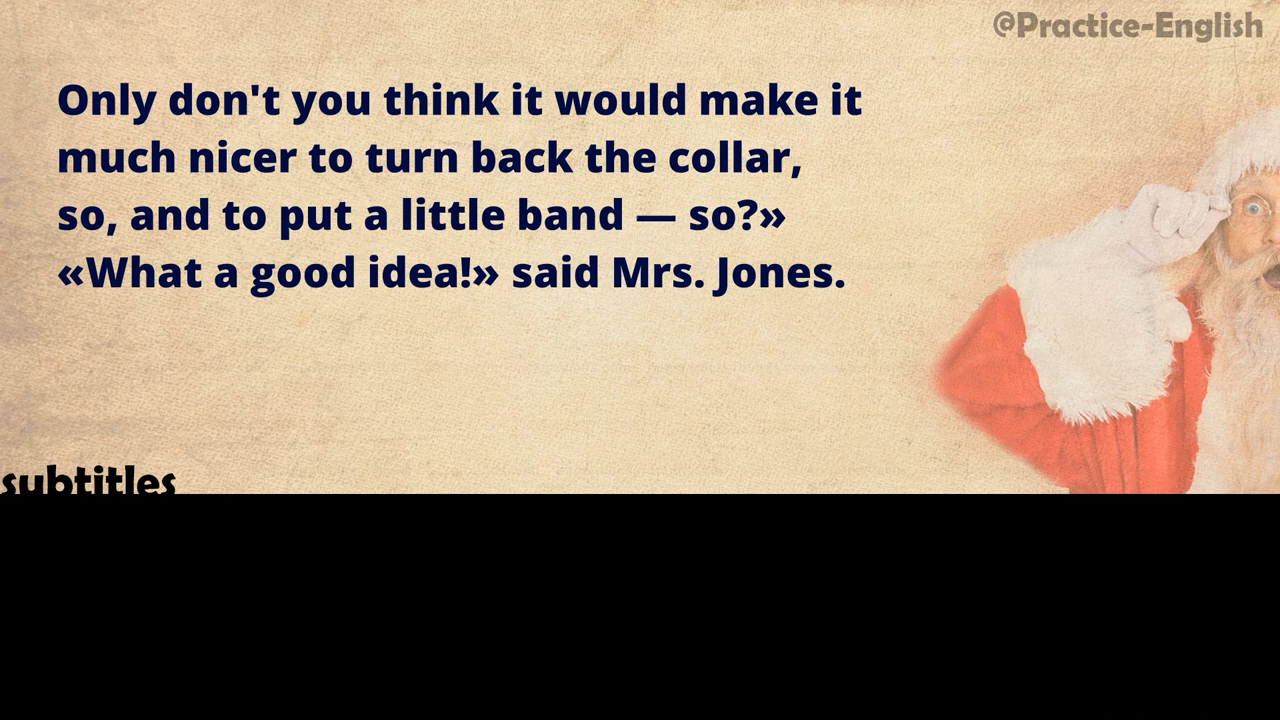 @Practice-English
Only don't you think it would make it
much nicer to turn back the collar,
so, and to put a little band — so?»
«What a good idea!» said Mrs. Jones.
subtitles